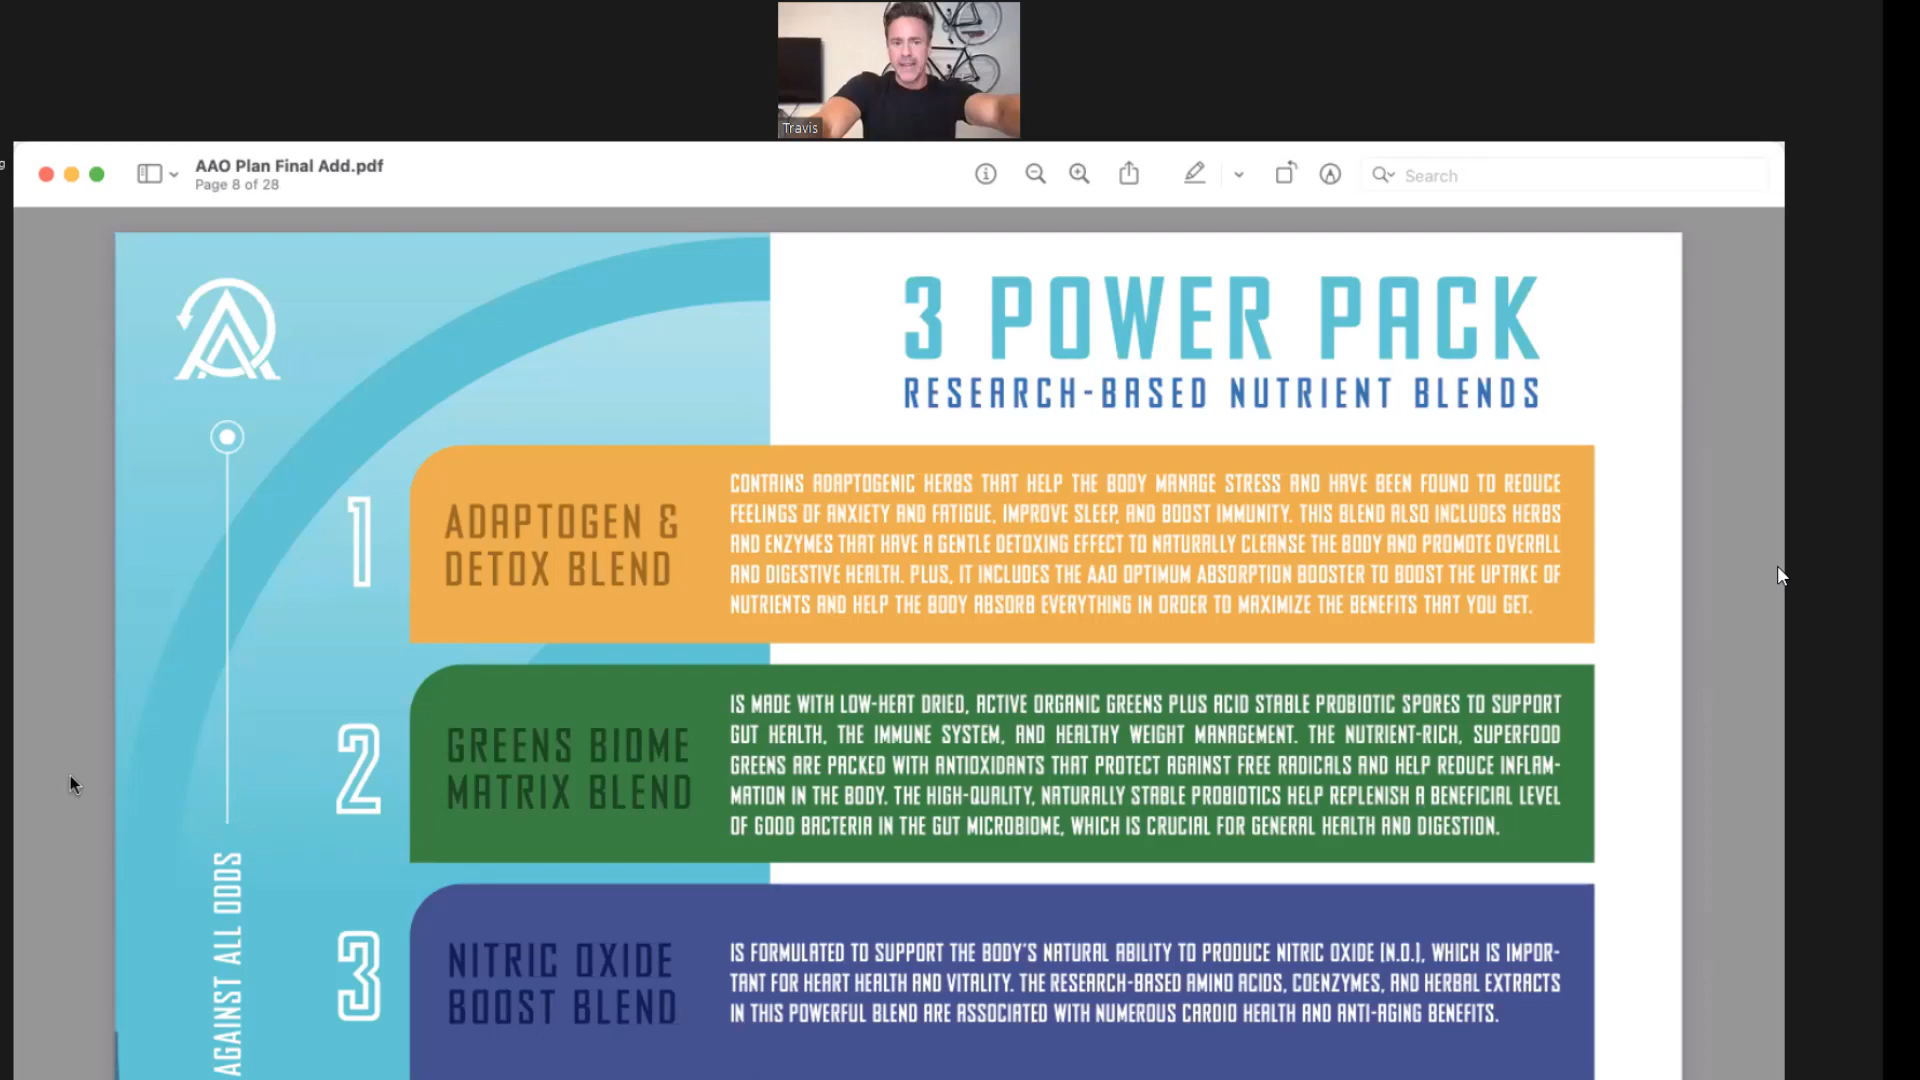 Travis
g
AAO Plan Final Add.pdf
Page 8 of 28
Search
3 POWER PACK
RESEARCH-BASED NUTRIENT BLENDS
1
ADAPTOGEN &
DETOX BLEND
CONTAINS ADAPTOGENIC HERBS THAT HELP THE BODY MANAGE STRESS AND HAVE BEEN FOUND TO REDUCE
FEELINGS OF ANXIETY AND FATIGUE, IMPROVE SLEEP, AND BOOST IMMUNITY. THIS BLEND ALSO INCLUDES HERBS
AND ENZYMES THAT HAVE A GENTLE DETOXING EFFECT TO NATURALLY CLEANSE THE BODY AND PROMOTE OVERALL
AND DIGESTIVE HEALTH. PLUS, IT INCLUDES THE AAO OPTIMUM ABSORPTION BOOSTER TO BOOST THE UPTAKE OF
NUTRIENTS AND HELP THE BODY ABSORB EVERYTHING IN ORDER TO MAXIMIZE THE BENEFITS THAT YOU GET.
2
GREENS BIOME
MATRIX BLEND
IS MADE WITH LOW-HEAT DRIED, ACTIVE ORGANIC GREENS PLUS ACID STABLE PROBIOTIC SPORES TO SUPPORT
GUT HEALTH, THE IMMUNE SYSTEM, AND HEALTHY WEIGHT MANAGEMENT. THE NUTRIENT-RICH, SUPERFOOD
GREENS ARE PACKED WITH ANTIOXIDANTS THAT PROTECT AGAINST FREE RADICALS AND HELP REDUCE INFLAM-
MATION IN THE BODY. THE HIGH-QUALITY, NATURALLY STABLE PROBIOTICS HELP REPLENISH A BENEFICIAL LEVEL
OF GOOD BACTERIA IN THE GUT MICROBIOME, WHICH IS CRUCIAL FOR GENERAL HEALTH AND DIGESTION.
3
NITRIC OXIDE
BOOST BLEND
IS FORMULATED TO SUPPORT THE BODY'S NATURAL ABILITY TO PRODUCE NITRIC OXIDE (N.O.), WHICH IS IMPOR-
TANT FOR HEART HEALTH AND VITALITY. THE RESEARCH-BASED AMINO ACIDS, COENZYMES, AND HERBAL EXTRACTS
IN THIS POWERFUL BLEND ARE ASSOCIATED WITH NUMEROUS CARDIO HEALTH AND ANTI-AGING BENEFITS.
AGAINST ALL ODDS